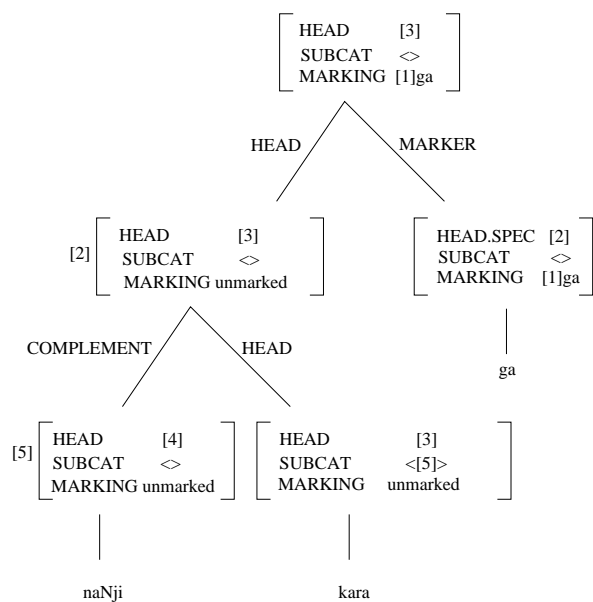 HEAD [3]
SUBCAT <>
MARKING [1]ga
HEAD MARKER
[2] HEAD [3]
SUBCAT <>
MARKING unmarked
HEAD.SPEC [2]
SUBCAT <>
MARKING [1]ga
COMPLEMENT HEAD
ga
[5] HEAD [4]
SUBCAT <>
MARKING unmarked
HEAD [3]
SUBCAT <[5]>
MARKING unmarked
naNji kara